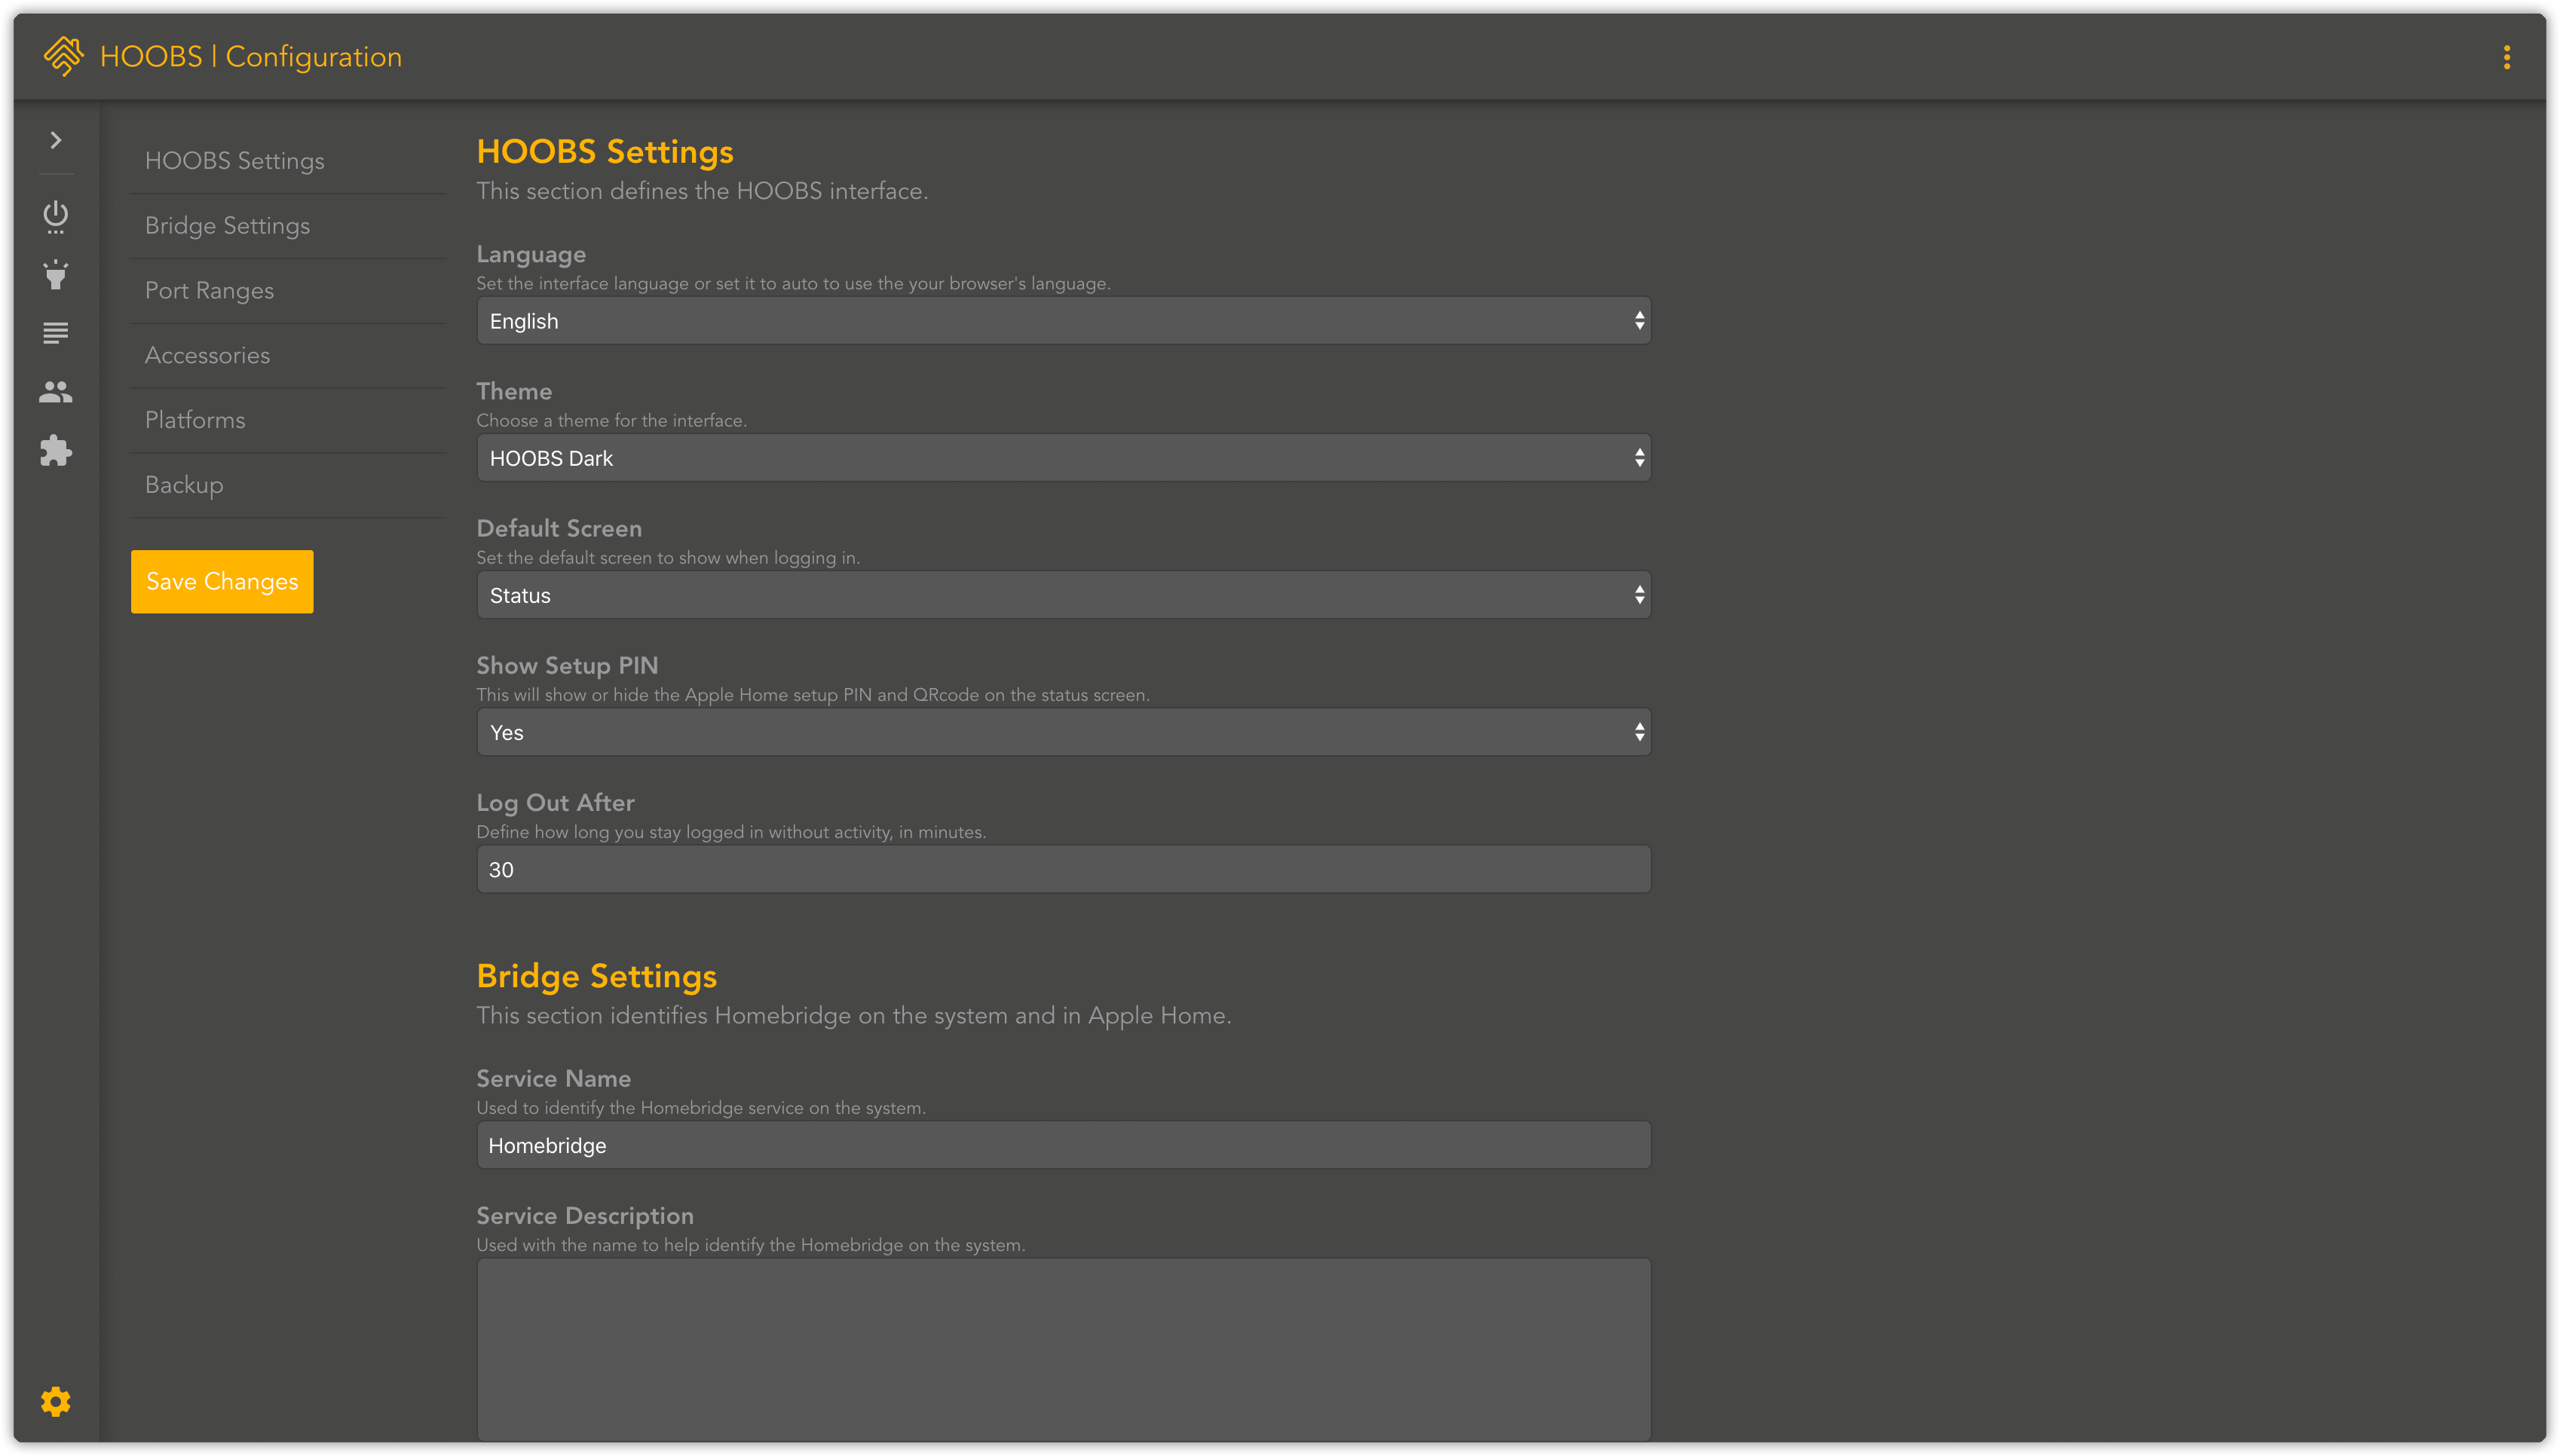 HOOBS | Configuration
HOOBS Settings
Bridge Settings
Port Ranges
Accessories
Platforms
Backup
Save Changes
HOOBS Settings
This section defines the HOOBS interface.
Language
Set the interface language or set it to auto to use the your browser's language.
English
Theme
Choose a theme for the interface.
HOOBS Dark
Default Screen
Set the default screen to show when logging in.
Status
Show Setup PIN
This will show or hide the Apple Home setup PIN and QRcode on the status screen.
Yes
Log Out After
Define how long you stay logged in without activity, in minutes.
30
Bridge Settings
This section identifies Homebridge on the system and in Apple Home.
Service Name
Used to identify the Homebridge service on the system.
Homebridge
Service Description
Used with the name to help identify the Homebridge on the system.